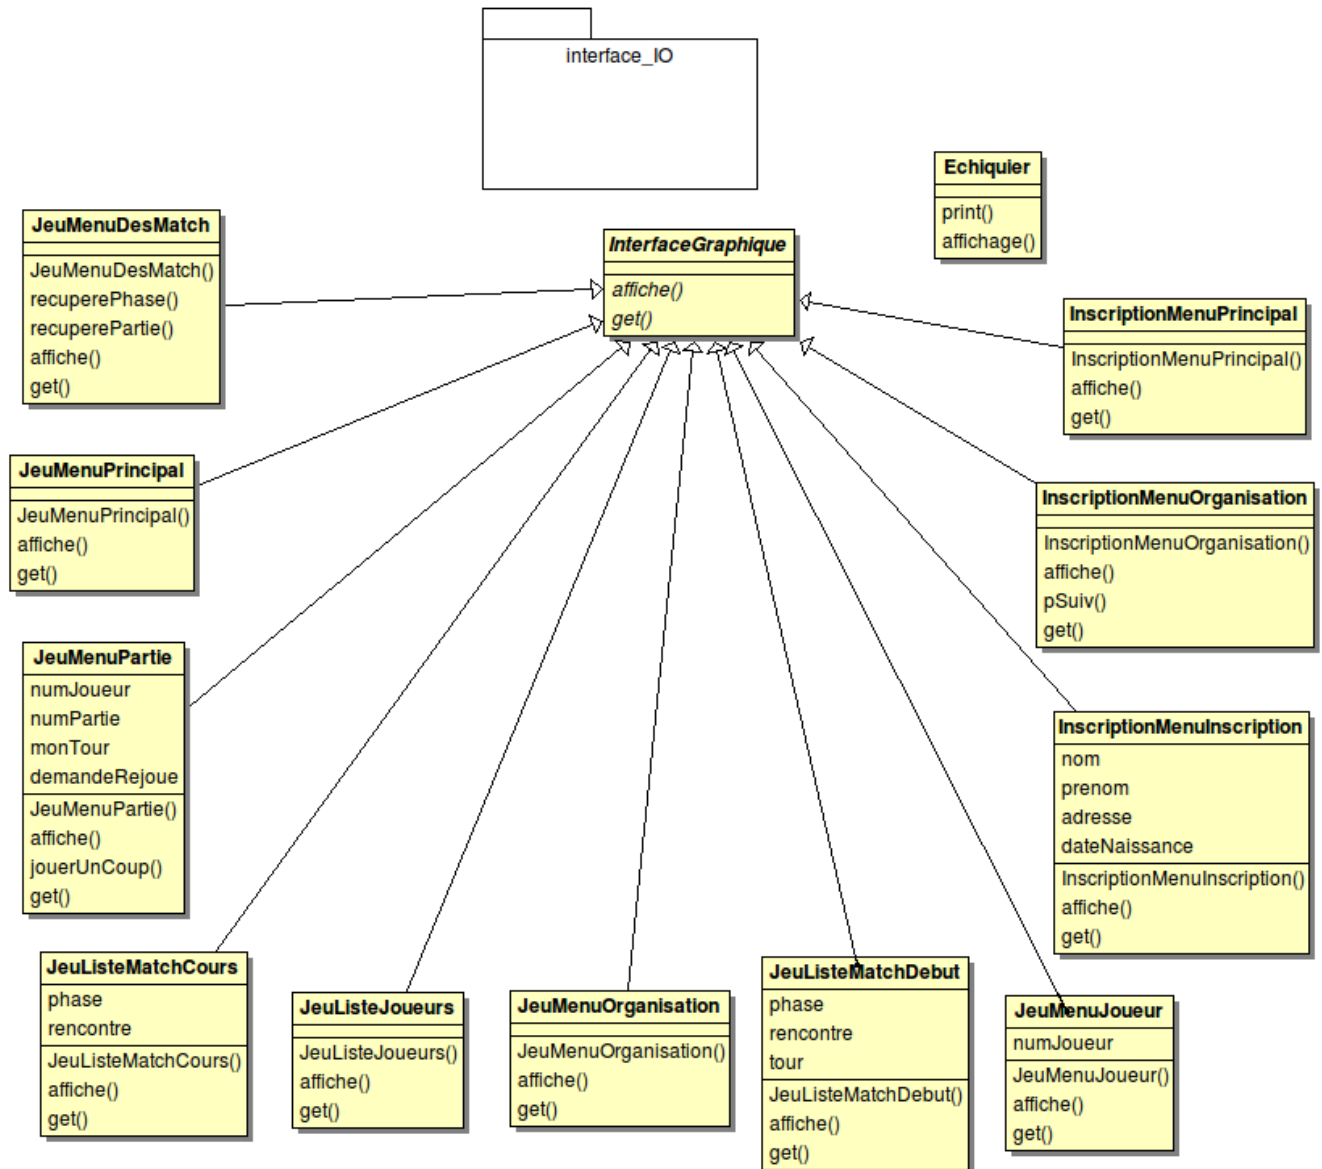 interface_IO
Echiquier
print()
affichage()
JeuMenuDesMatch
JeuMenuDesMatch()
recuperePhase()
recuperePartie()
affiche()
get()
InterfaceGraphique
affiche()
get()
InscriptionMenuPrincipal
InscriptionMenuPrincipal()
affiche()
get()
JeuMenuPrincipal
JeuMenuPrincipal()
affiche()
get()
InscriptionMenuOrganisation
InscriptionMenuOrganisation()
affiche()
pSuiv()
get()
JeuMenuPartie
numJoueur
numPartie
monTour
demandeRejoue
JeuMenuPartie()
affiche()
jouerUnCoup()
get()
InscriptionMenuInscription
nom
prenom
adresse
dateNaissance
InscriptionMenuInscription()
affiche()
get()
JeuListeMatchCours
phase
rencontre
JeuListeMatchCours()
affiche()
get()
JeuListeJoueurs
JeuListeJoueurs()
affiche()
get()
JeuMenuOrganisation
JeuMenuOrganisation()
affiche()
get()
JeuListeMatchDebut
phase
rencontre
tour
JeuListeMatchDebut()
affiche()
get()
JeuMenuJoueur
numJoueur
JeuMenuJoueur()
affiche()
get()